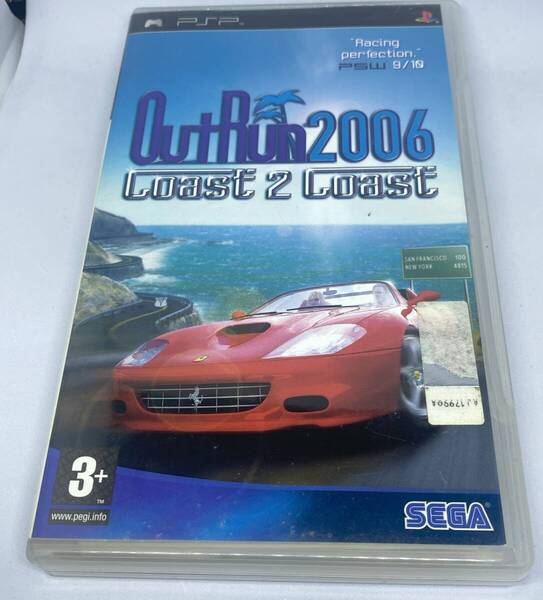 PSP
"Racing
perfection."
PSW 9/10
OutRun2006
Coast 2 Coast
SAN FRANCISCO 100
NEW YORK 4815
3+
TM
www.pegi.info
SEGA